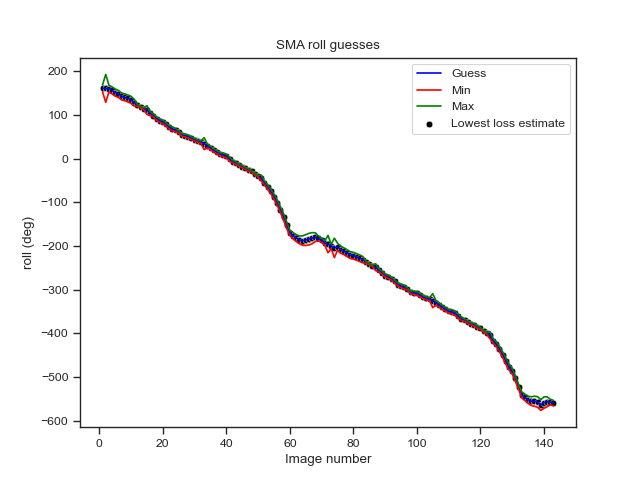 SMA roll guesses
200
100
0
−100
−200
−300
−400
−500
−600
roll (deg)
0 20 40 60 80 100 120 140
Image number
Guess
Min
Max
Lowest loss estimate